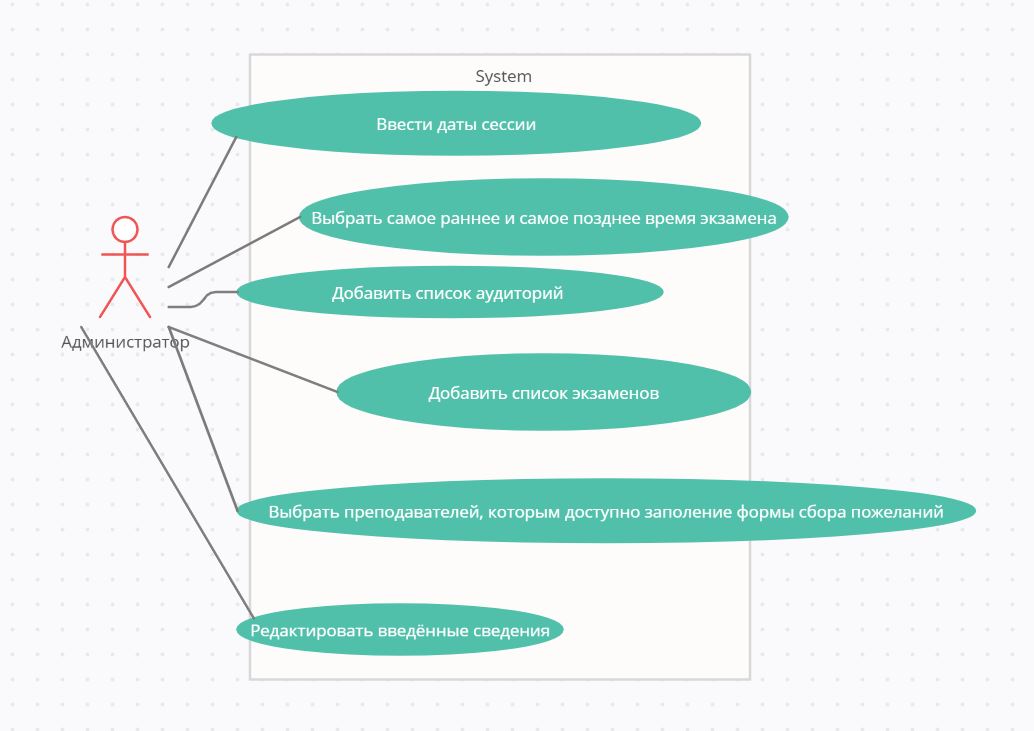 System
Ввести даты сессии
Выбрать самое раннее и самое позднее время экзамена
Добавить список аудиторий
Администратор
Добавить список экзаменов
Выбрать преподавателей, которым доступно заполение формы сбора пожеланий
Редактировать введённые сведения